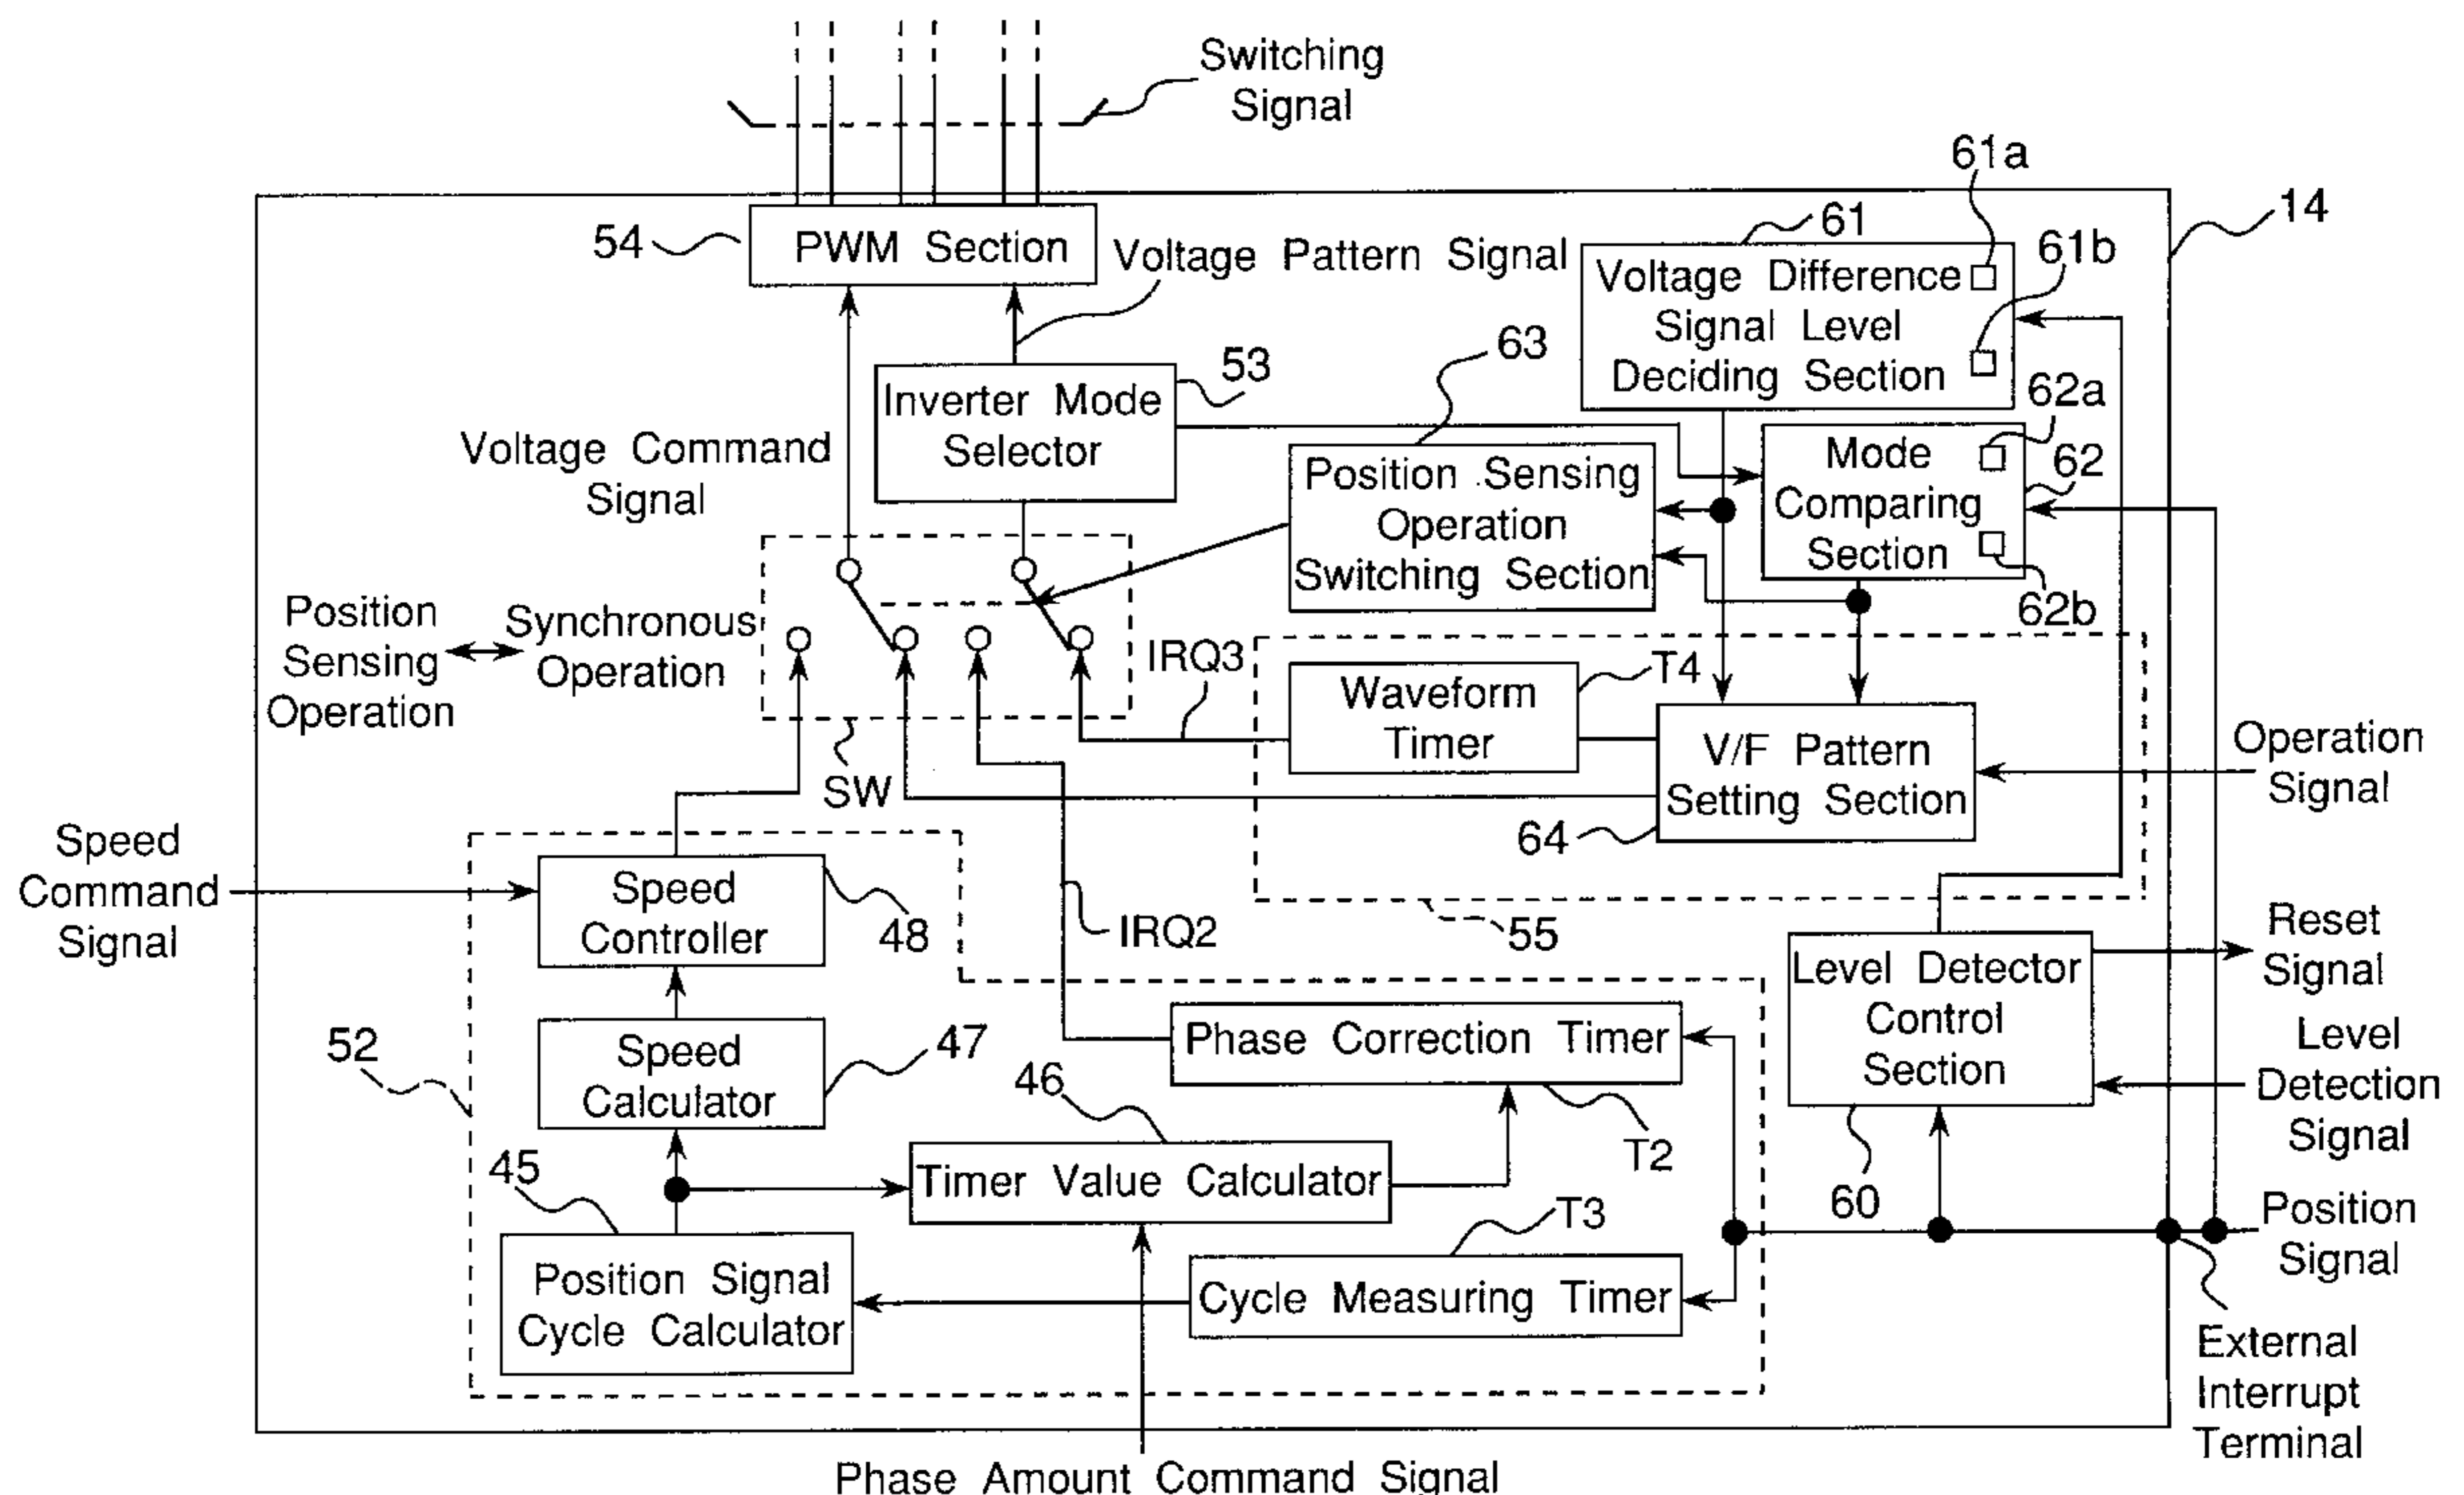 Switching
Signal
61a
14
61
61b
54
PWM Section
Voltage Pattern Signal
Voltage Difference
Signal Level
Deciding Section
63
53
62a
Inverter Mode
Selector
Voltage Command
Signal
Mode
Comparing
Section
62
Position Sensing
Operation
Switching Section
62b
Position
Sensing
Operation
Synchronous
Operation
IRQ3
T4
Waveform
Timer
SW
V/F Pattern
Setting Section
Operation
Signal
64
Speed
Command
Signal
Speed
Controller
48
IRQ2
55
Reset
Signal
Level Detector
Control
Section
Level
Detection
Signal
52
Speed
Calculator
47
Phase Correction Timer
46
T2
45
Timer Value Calculator
60
T3
Position
Signal
Position Signal
Cycle Calculator
Cycle Measuring Timer
External
Interrupt
Terminal
Phase Amount Command Signal